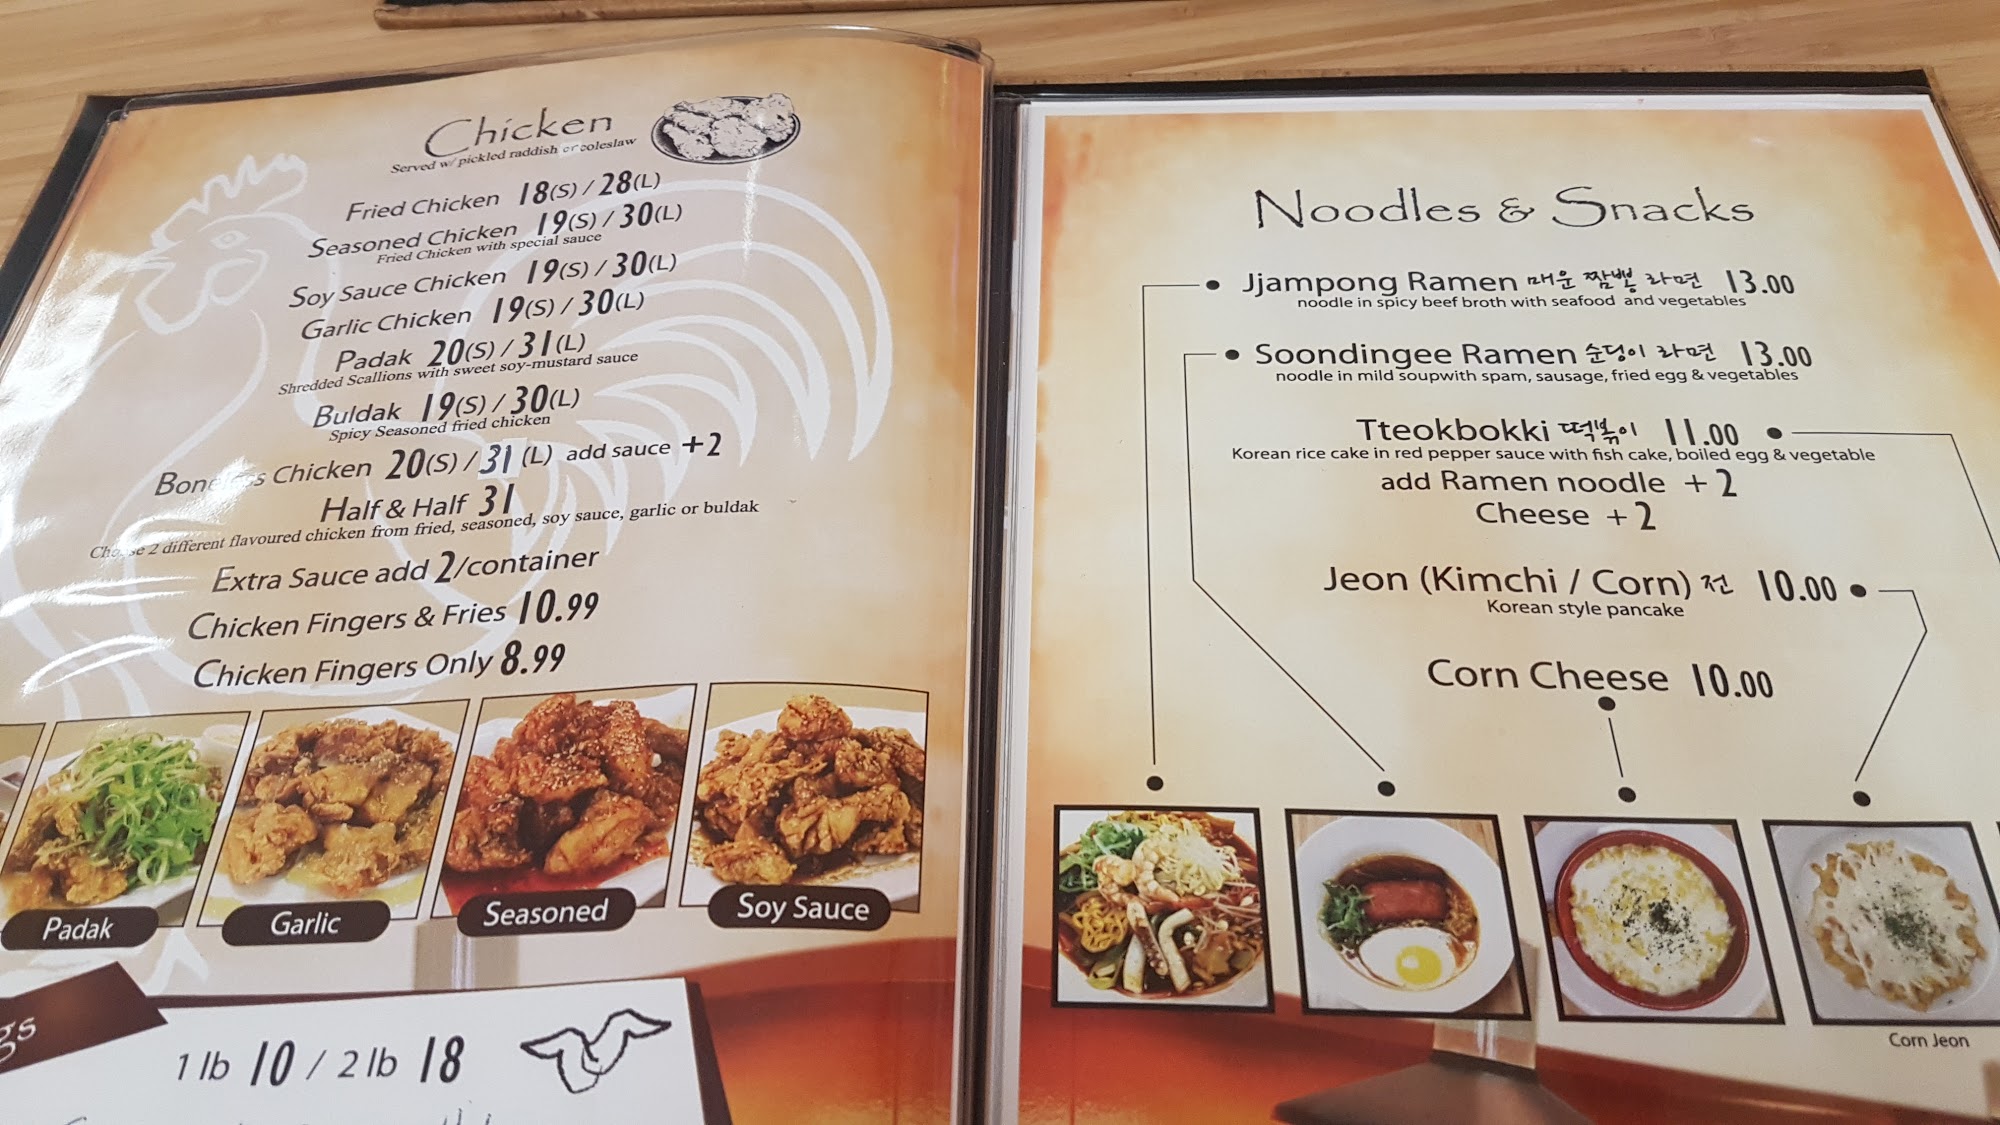 Chicken
Served w/ pickled raddish or coleslaw
Fried Chicken 18(S) / 28(L)
Seasoned Chicken 19(S) / 30(L)
Fried Chicken with special sauce
Soy Sauce Chicken 19(S) / 30(L)
Garlic Chicken 19(S) / 30(L)
Padak 20(S) / 31(L)
Shredded Scallions with sweet soy-mustard sauce
Buldak 19(S) / 30(L)
Spicy Seasoned fried chicken
Boneless Chicken 20(S) / 31(L) add sauce +2
Half & Half 31
Choose 2 different flavoured chicken from fried, seasoned, soy sauce, garlic or buldak
Extra Sauce add 2/container
Chicken Fingers & Fries 10.99
Chicken Fingers Only 8.99
Padak
Garlic
Seasoned
Soy Sauce
1 lb 10 / 2 lb 18
Noodles & Snacks
Jjampong Ramen 매운 짬뽕 라면 13.00
noodle in spicy beef broth with seafood and vegetables
Soondingee Ramen 순덩이 라면 13.00
noodle in mild soupwith spam, sausage, fried egg & vegetables
Tteokbokki 떡볶이 11.00
Korean rice cake in red pepper sauce with fish cake, boiled egg & vegetable
add Ramen noodle +2
Cheese +2
Jeon (Kimchi / Corn) 전 10.00
Korean style pancake
Corn Cheese 10.00
Corn Jeon